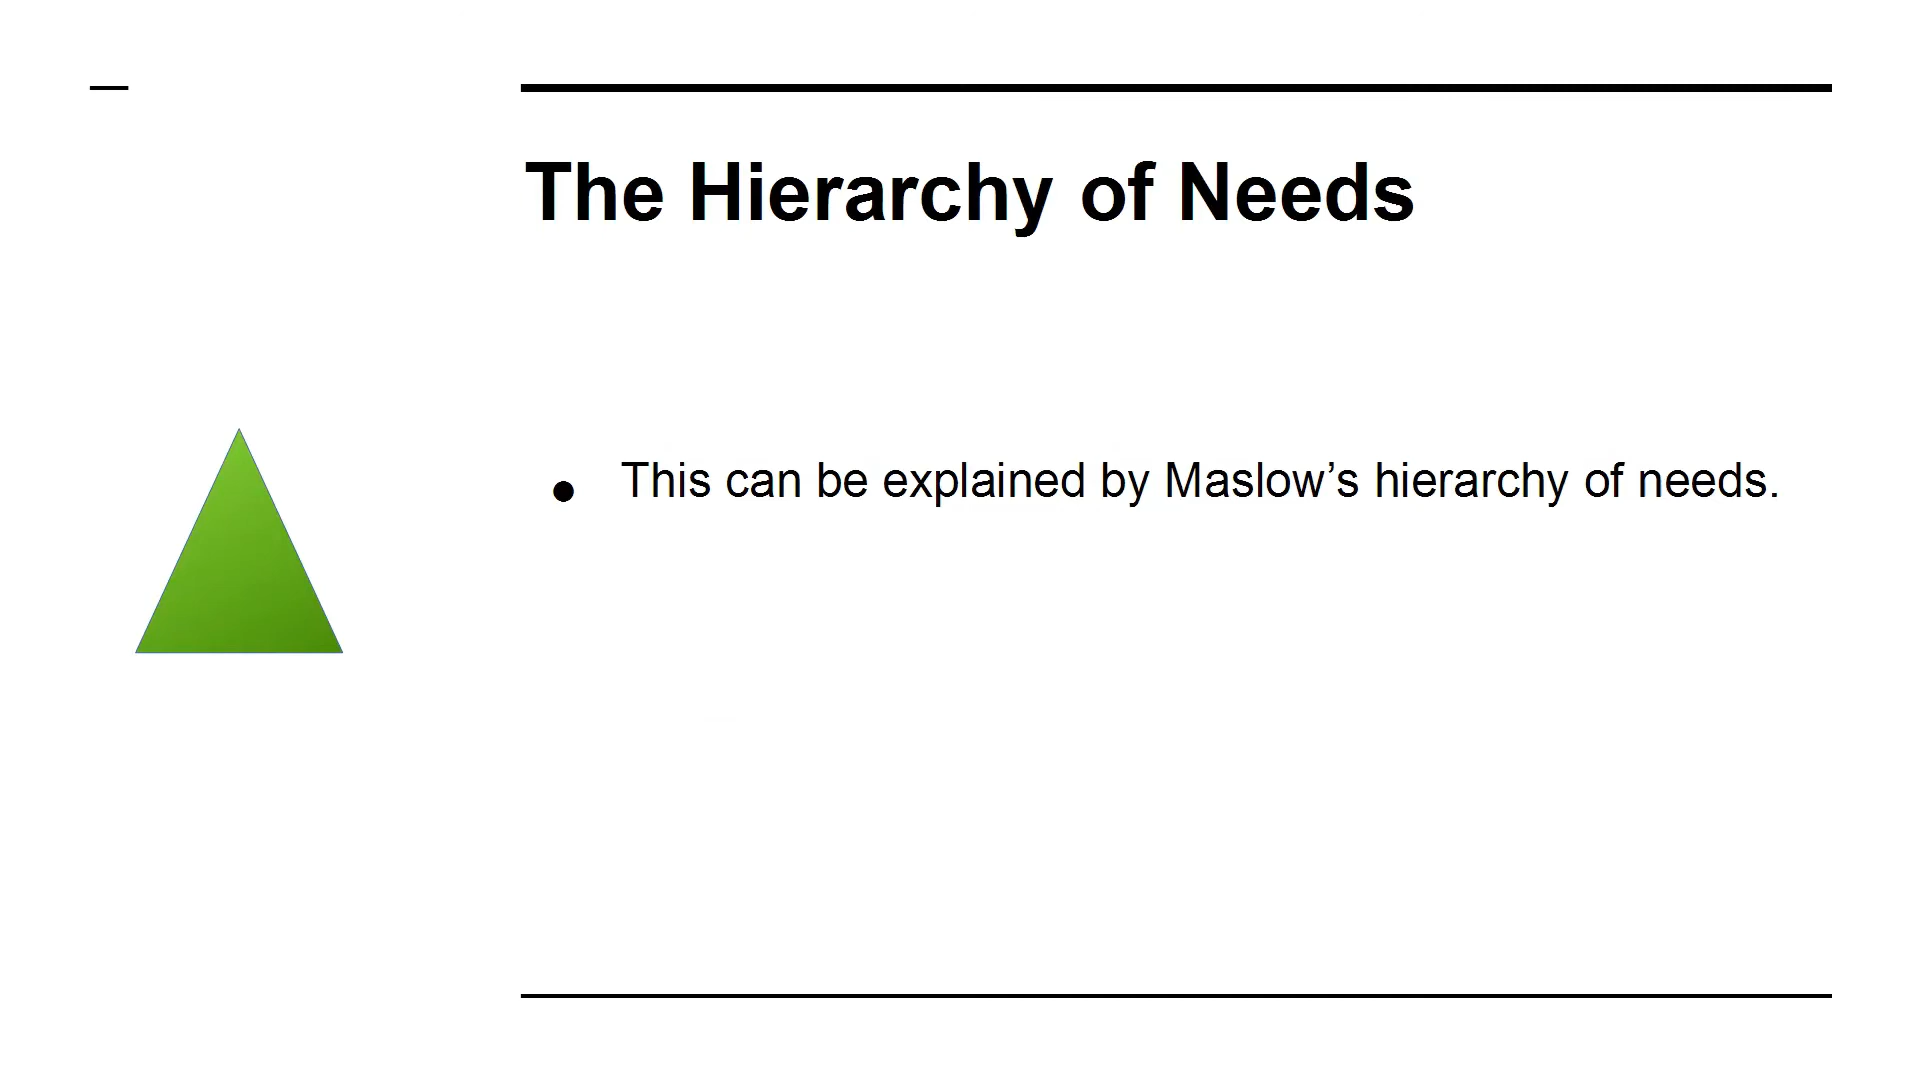 The Hierarchy of Needs
• This can be explained by Maslow’s hierarchy of needs.